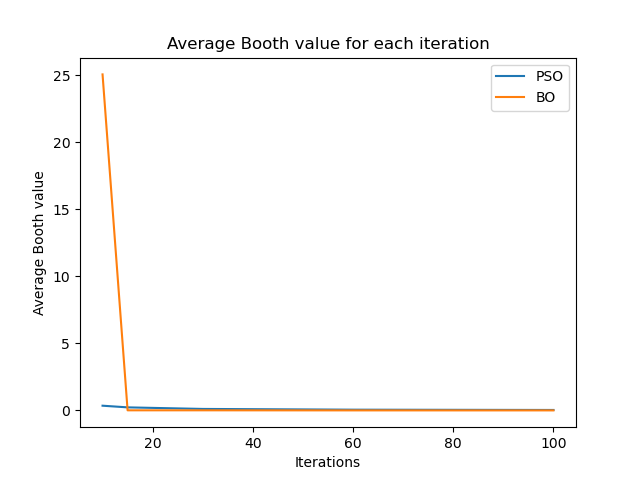 Average Booth value for each iteration
PSO
BO
25
20
15
10
5
0
Average Booth value
20 40 60 80 100
Iterations